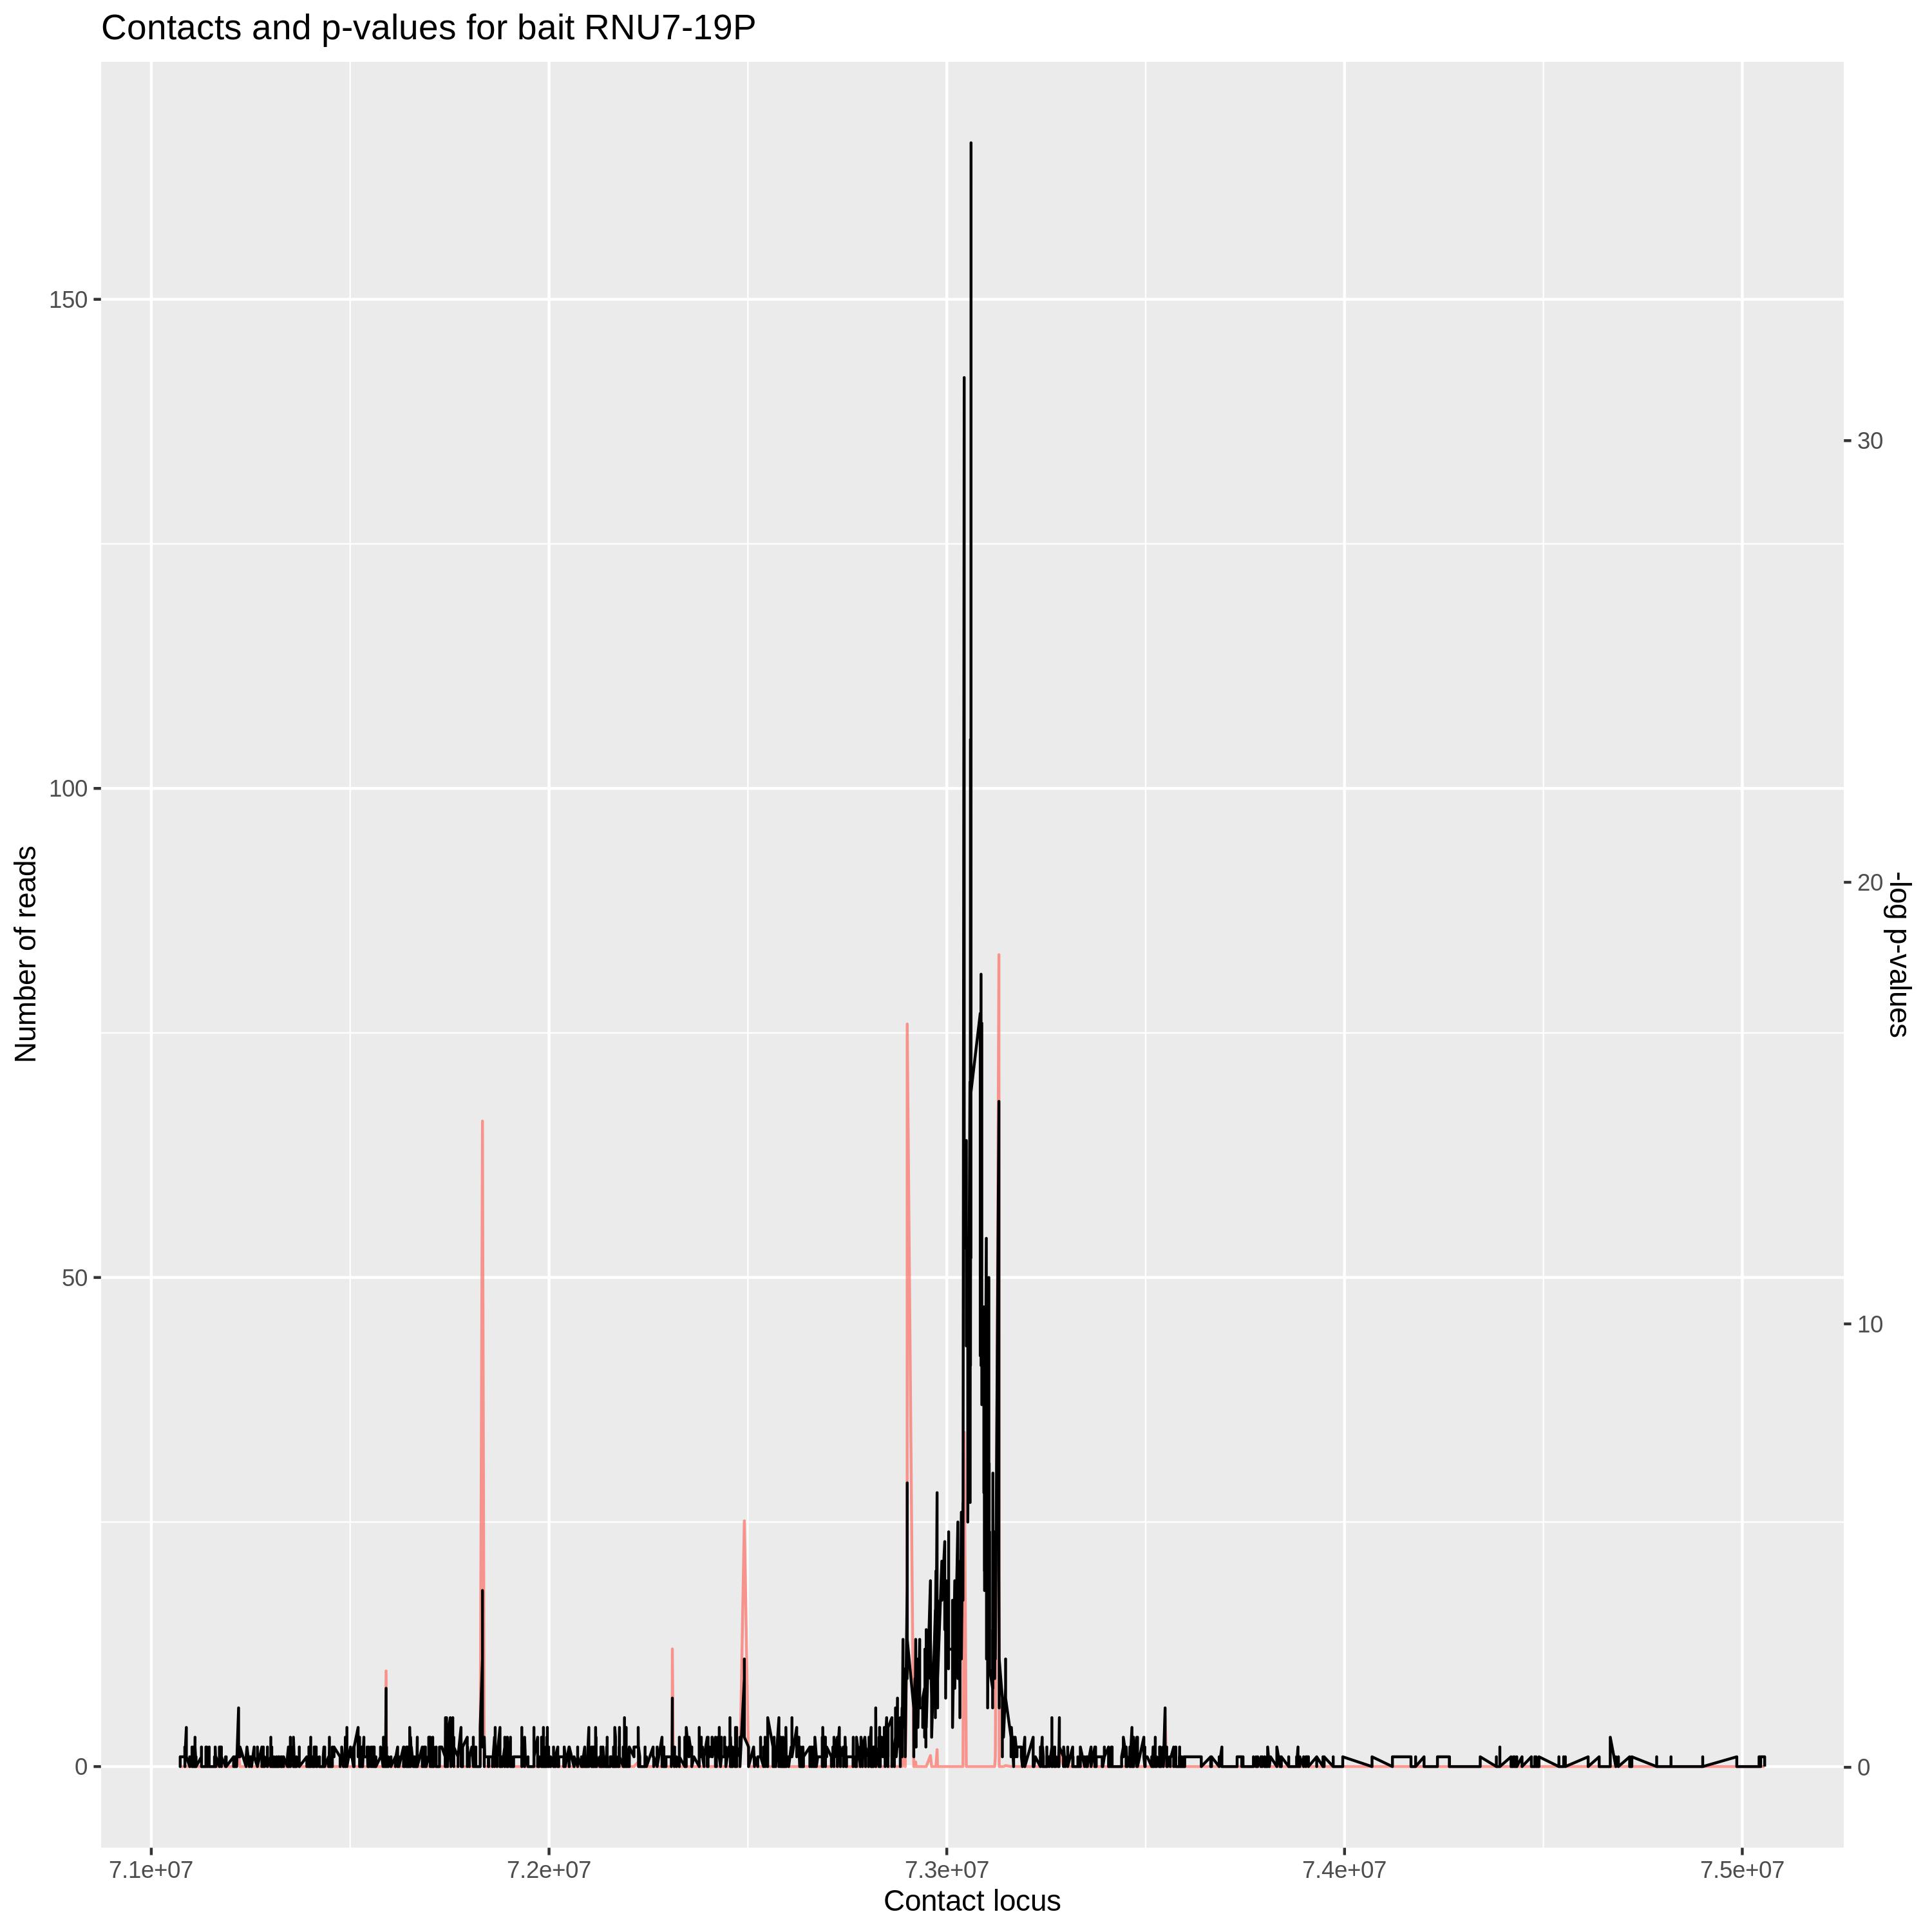 Contacts and p-values for bait RNU7-19P
150
100
50
0
Number of reads
30
20
10
0
-log p-values
7.1e+07
7.2e+07
7.3e+07
7.4e+07
7.5e+07
Contact locus